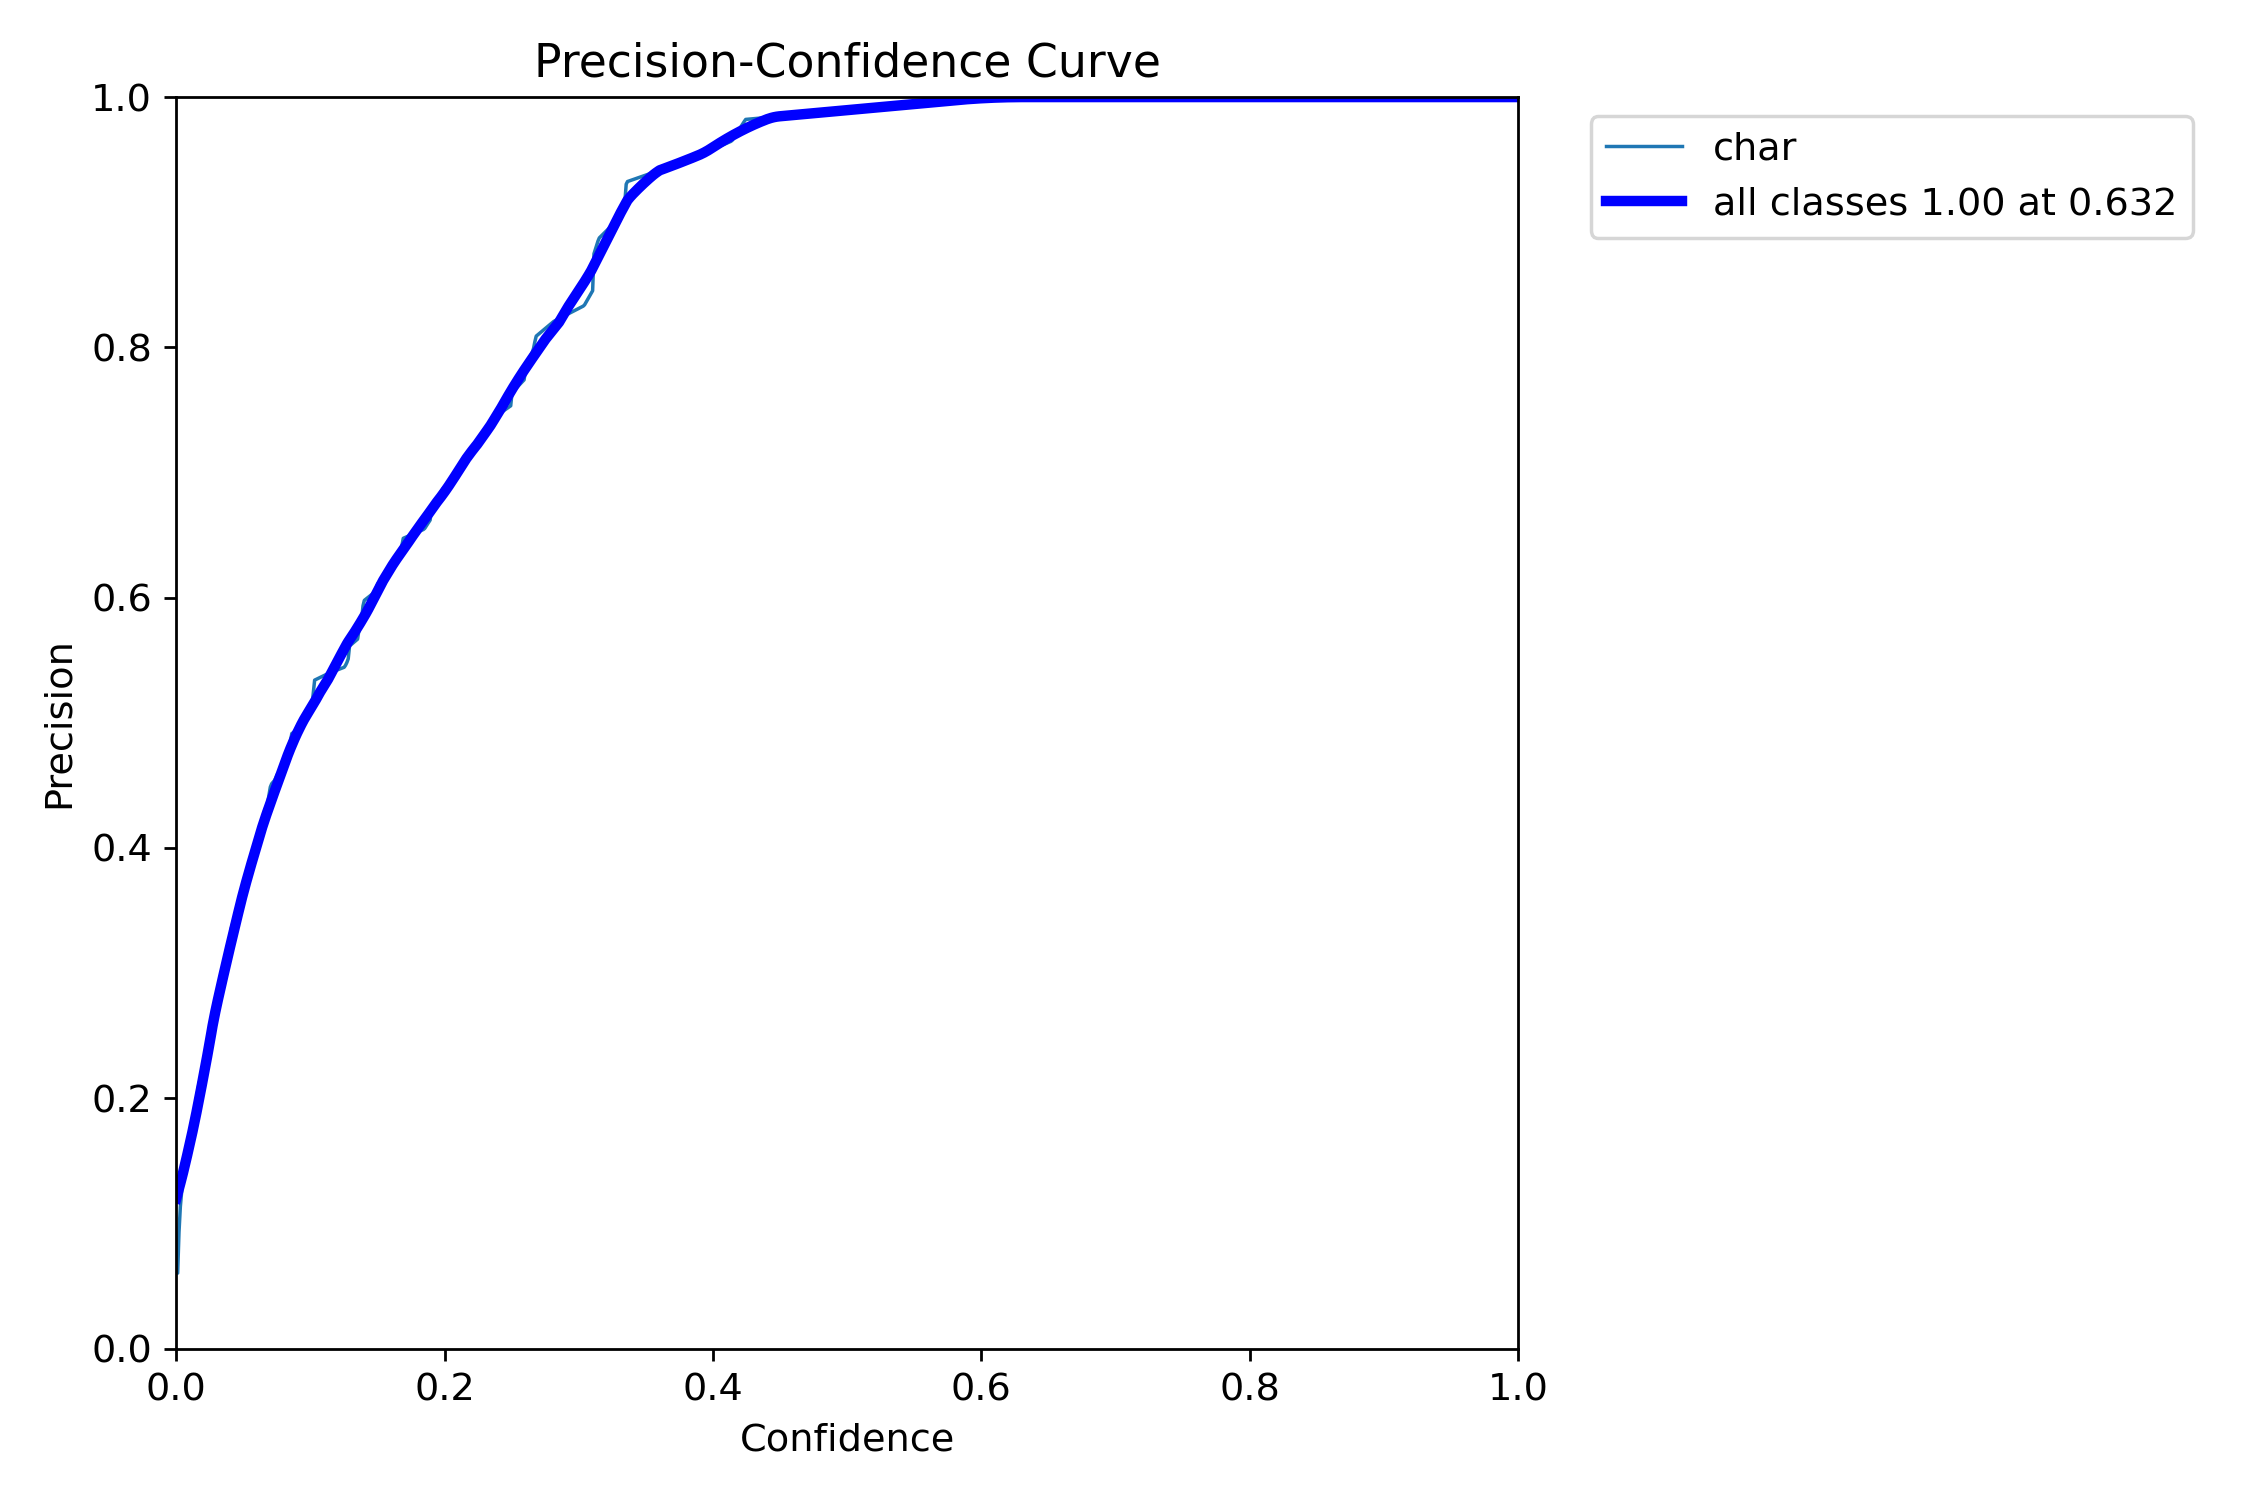 Precision-Confidence Curve
char
all classes 1.00 at 0.632
Precision
1.0
0.8
0.6
0.4
0.2
0.0
0.0 0.2 0.4 0.6 0.8 1.0
Confidence